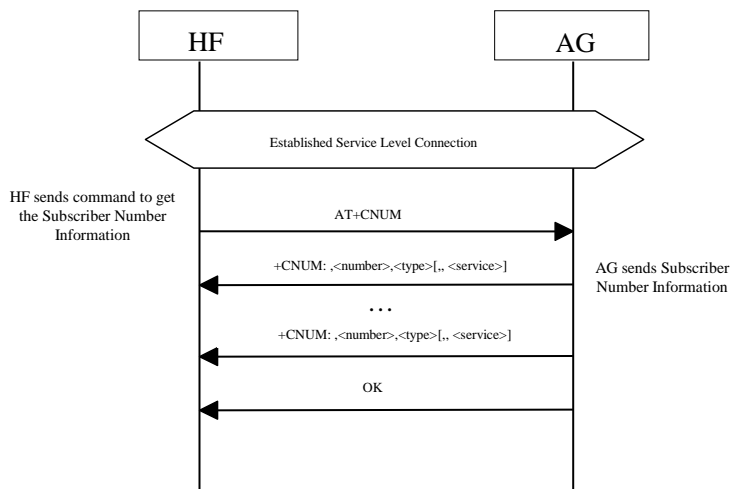 HF
AG
Established Service Level Connection
HF sends command to get
the Subscriber Number
Information
AT+CNUM
+CNUM: ,<number>,<type>[,, <service>]
AG sends Subscriber
Number Information
...
+CNUM: ,<number>,<type>[,, <service>]
OK